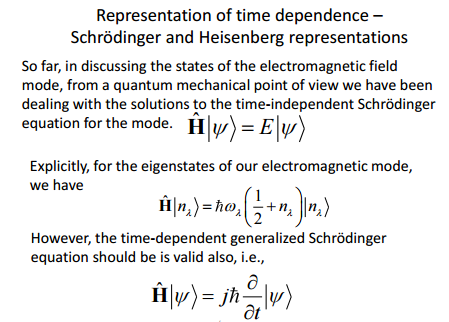 Representation of time dependence –
Schrödinger and Heisenberg representations
So far, in discussing the states of the electromagnetic field
mode, from a quantum mechanical point of view we have been
dealing with the solutions to the time-independent Schrödinger
equation for the mode. Ĥ|ψ⟩ = E|ψ⟩
Explicitly, for the eigenstates of our electromagnetic mode,
we have
Ĥ|n_λ⟩ = ħω_λ(1/2 + n_λ)|n_λ⟩
However, the time-dependent generalized Schrödinger
equation should be is valid also, i.e.,
Ĥ|ψ⟩ = jħ ∂/∂t |ψ⟩